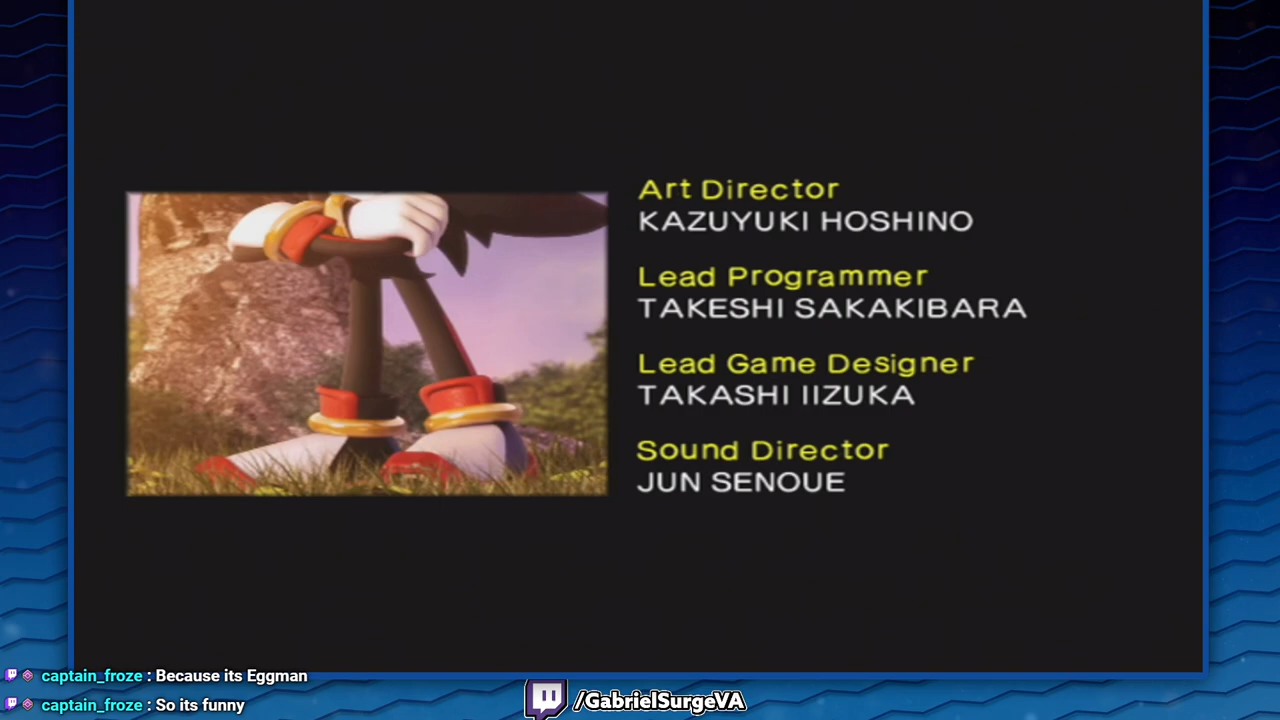 Art Director
KAZUYUKI HOSHINO
Lead Programmer
TAKESHI SAKAKIBARA
Lead Game Designer
TAKASHI IIZUKA
Sound Director
JUN SENOUE
captain_froze : Because its Eggman
captain_froze : So its funny
/GabrielSurgeVA